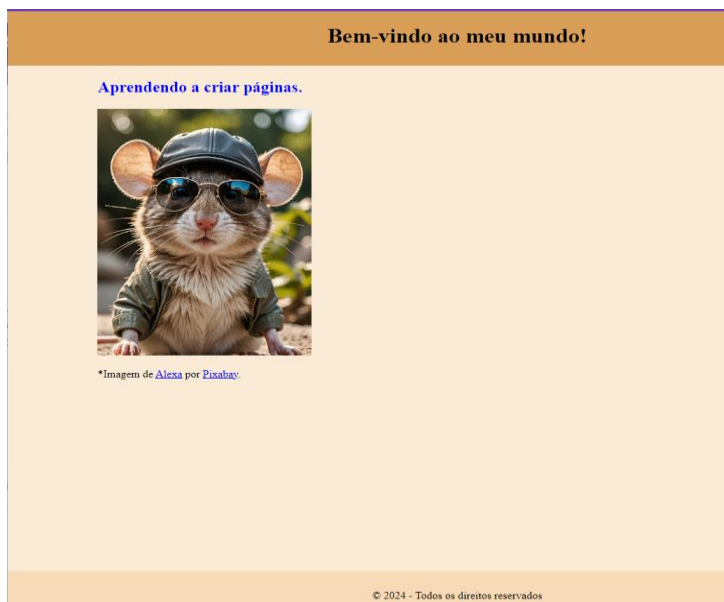 Bem-vindo ao meu mundo!
Aprendendo a criar páginas.
*Imagem de Alexa por Pixabay.
© 2024 - Todos os direitos reservados